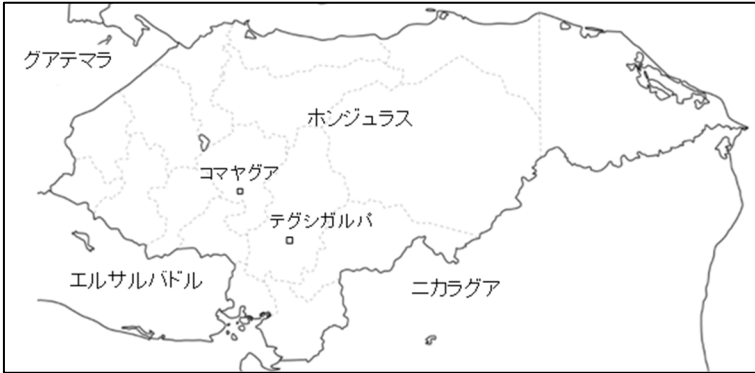 グアテマラ
ホンジュラス
コマヤグア
テグシガルパ
エルサルバドル
ニカラグア